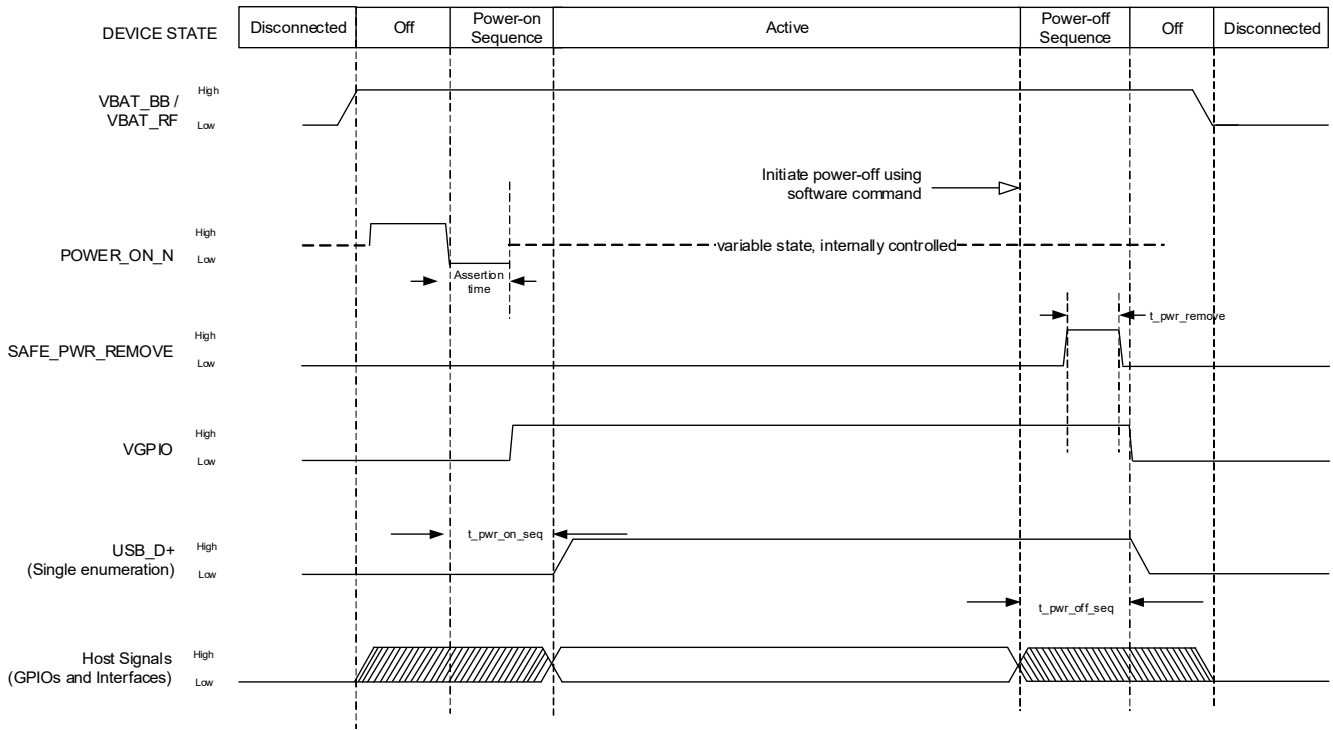 DEVICE STATE
Disconnected
Off
Power-on
Sequence
Active
Power-off
Sequence
Off
Disconnected
VBAT_BB /
VBAT_RF
High
Low
Initiate power-off using
software command
POWER_ON_N
High
Low
variable state, internally controlled
Assertion
time
SAFE_PWR_REMOVE
High
Low
t_pwr_remove
VGPIO
High
Low
t_pwr_on_seq
USB_D+
(Single enumeration)
High
Low
t_pwr_off_seq
Host Signals
(GPIOs and Interfaces)
High
Low